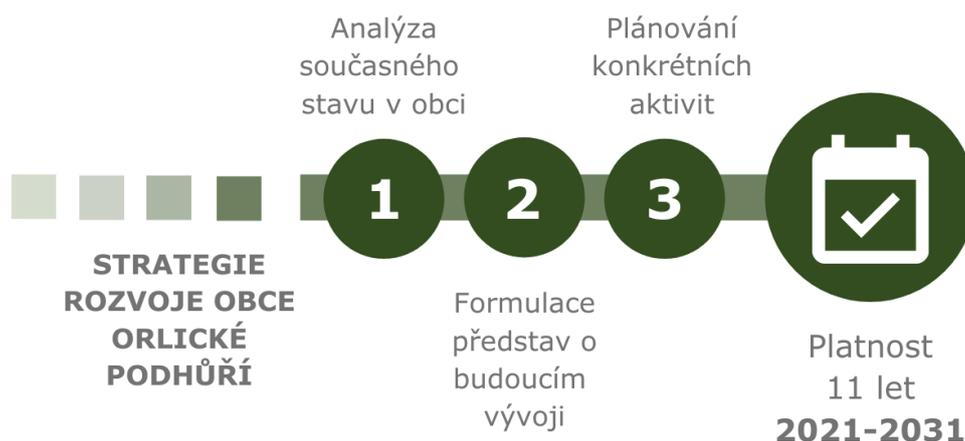 STRATEGIE
ROZVOJE OBCE
ORLICKÉ
PODHŮŘÍ
Analýza
současného
stavu v obci
1
Formulace
představ o
budoucím
vývoji
2
Plánování
konkrétních
aktivit
3
Platnost
11 let
2021-2031